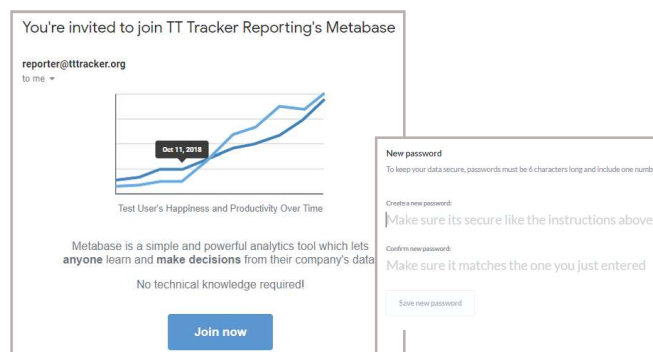 You're invited to join TT Tracker Reporting's Metabase
reporter@tttracker.org
to me
Oct 11, 2018
Test User's Happiness and Productivity Over Time
Metabase is a simple and powerful analytics tool which lets
anyone learn and make decisions from their company's data
No technical knowledge required!
Join now
New password
To keep your data secure, passwords must be 6 characters long and include one
Create a new password:
Make sure its secure like the instructions above
Confirm new password:
Make sure it matches the one you just entered
Save new password